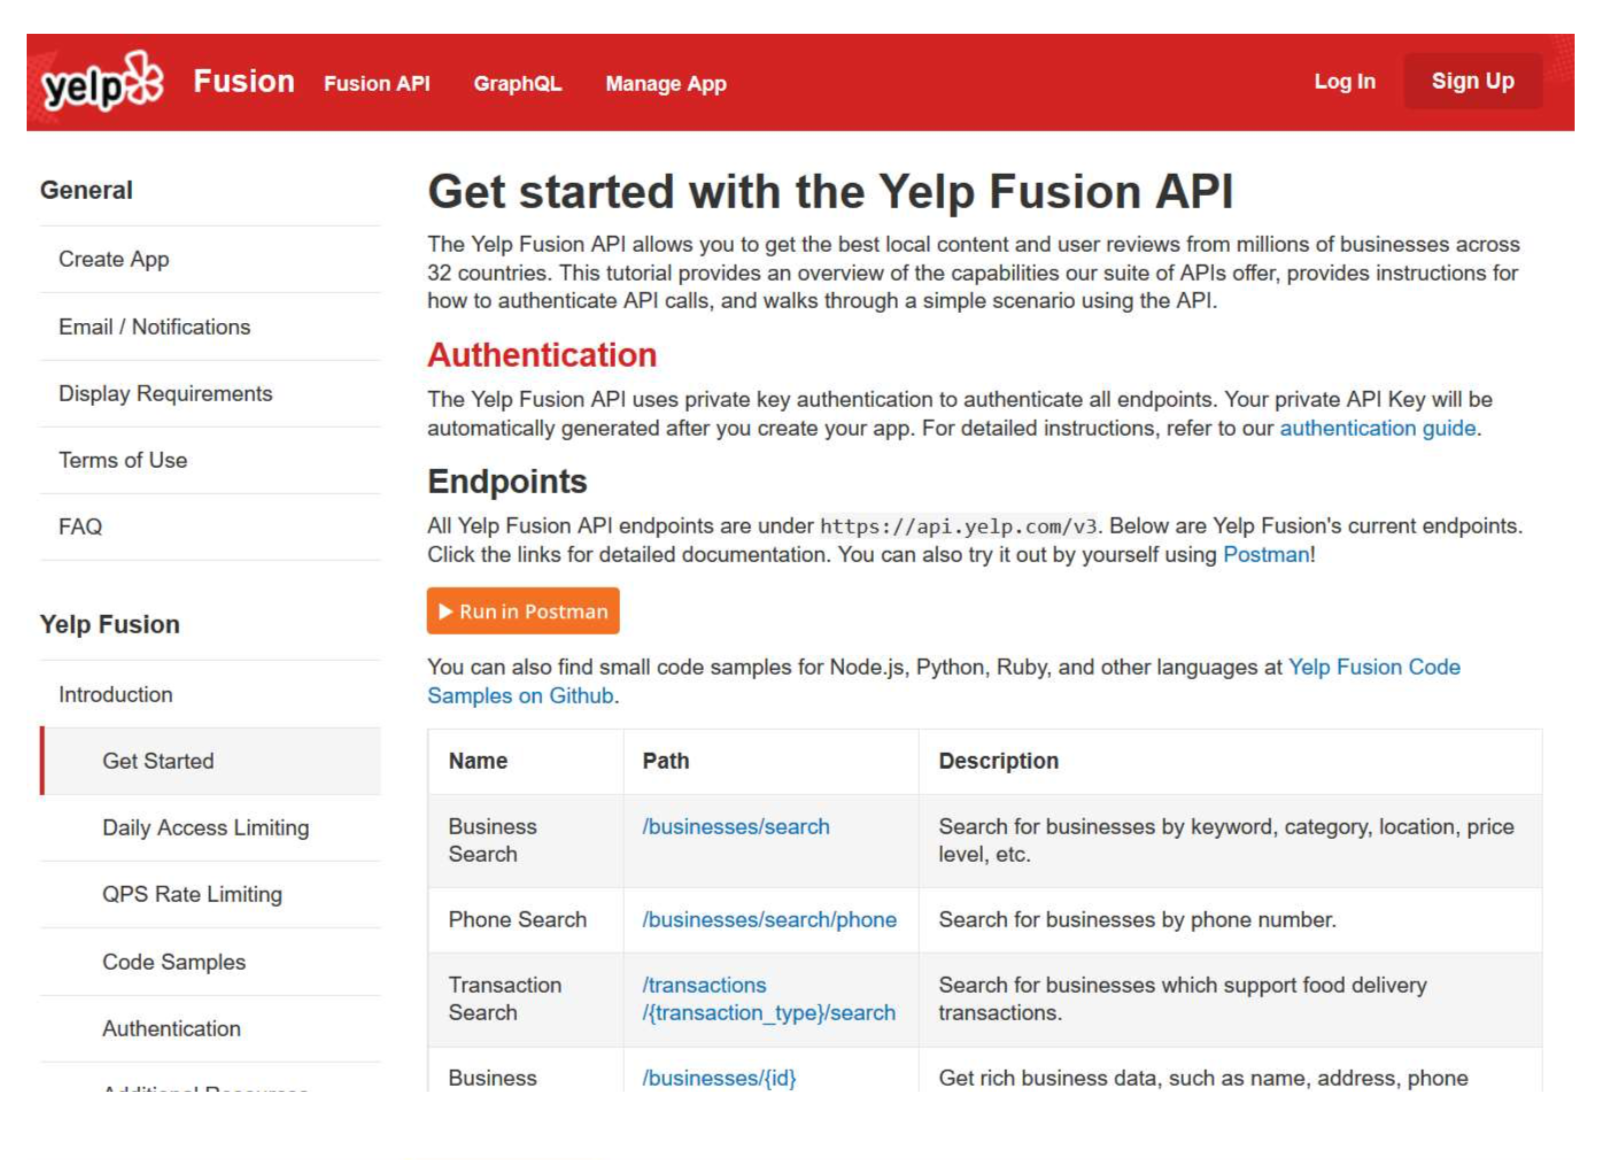 yelp Fusion Fusion API GraphQL Manage App Log In Sign Up
General
Create App
Email / Notifications
Display Requirements
Terms of Use
FAQ
Yelp Fusion
Introduction
Get Started
Daily Access Limiting
QPS Rate Limiting
Code Samples
Authentication
Additional Resources
Get started with the Yelp Fusion API
The Yelp Fusion API allows you to get the best local content and user reviews from millions of businesses across
32 countries. This tutorial provides an overview of the capabilities our suite of APIs offer, provides instructions for
how to authenticate API calls, and walks through a simple scenario using the API.
Authentication
The Yelp Fusion API uses private key authentication to authenticate all endpoints. Your private API Key will be
automatically generated after you create your app. For detailed instructions, refer to our authentication guide.
Endpoints
All Yelp Fusion API endpoints are under https://api.yelp.com/v3. Below are Yelp Fusion's current endpoints.
Click the links for detailed documentation. You can also try it out by yourself using Postman!
Run in Postman
You can also find small code samples for Node.js, Python, Ruby, and other languages at Yelp Fusion Code
Samples on Github.
Name Path Description
Business /businesses/search Search for businesses by keyword, category, location, price
Search level, etc.
Phone Search /businesses/search/phone Search for businesses by phone number.
Transaction /transactions Search for businesses which support food delivery
Search /{transaction_type}/search transactions.
Business /businesses/{id} Get rich business data, such as name, address, phone